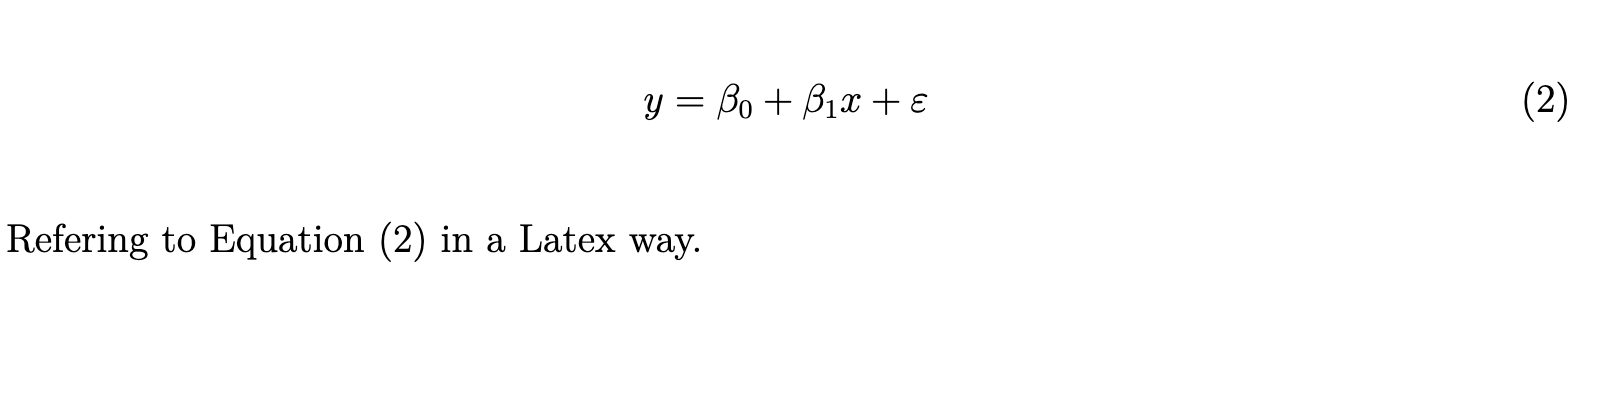 y = β₀ + β₁x + ε (2)
Refering to Equation (2) in a Latex way.